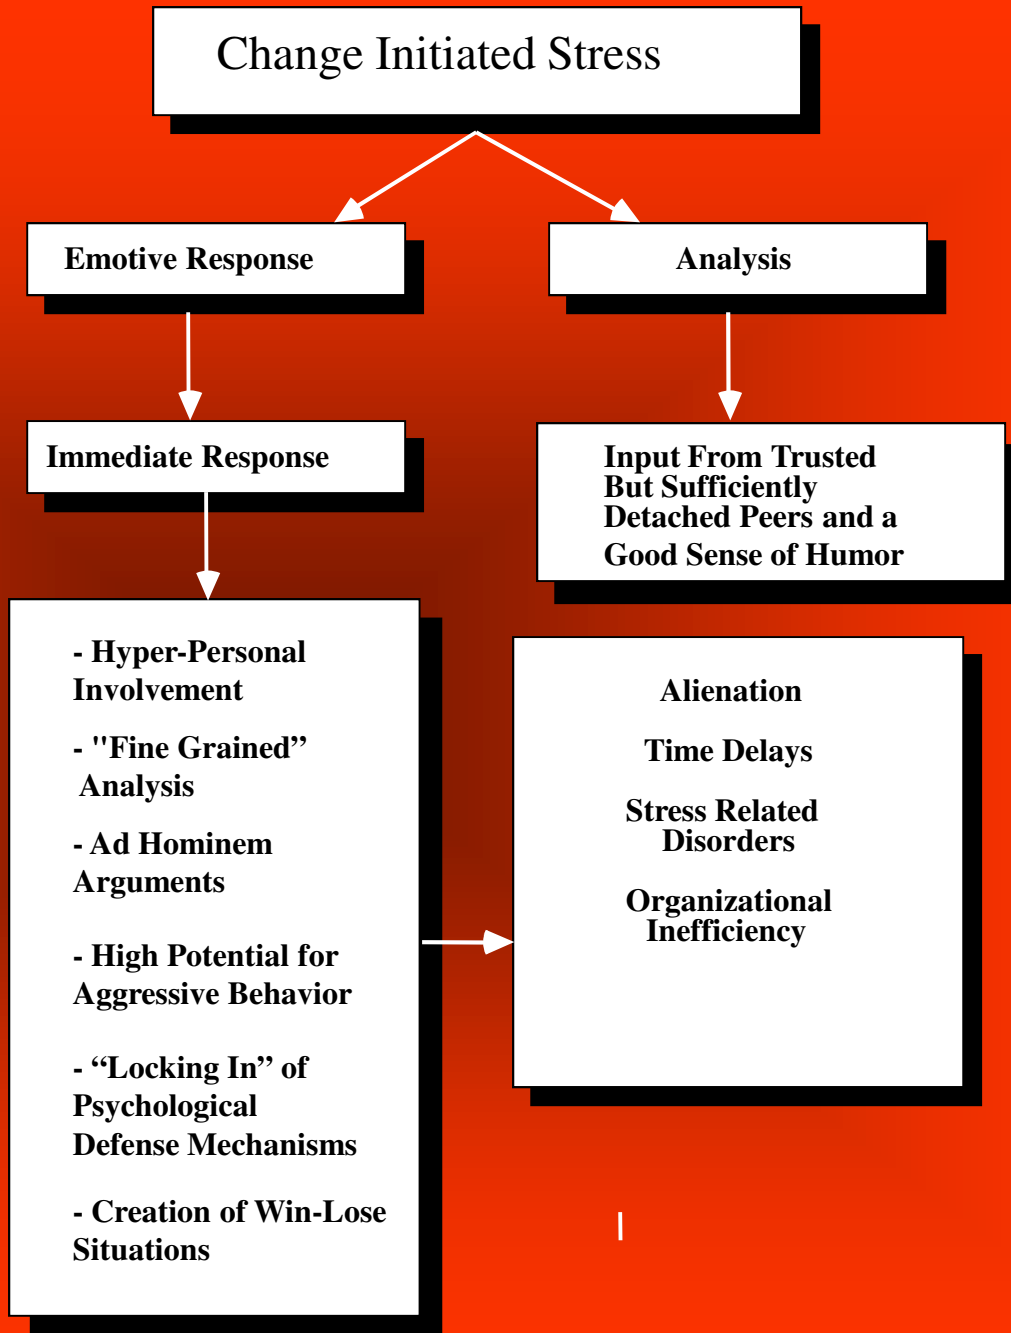 Change Initiated Stress
Emotive Response
Analysis
Immediate Response
Input From Trusted
But Sufficiently
Detached Peers and a
Good Sense of Humor
- Hyper-Personal
Involvement
- "Fine Grained”
Analysis
- Ad Hominem
Arguments
- High Potential for
Aggressive Behavior
- “Locking In” of
Psychological
Defense Mechanisms
- Creation of Win-Lose
Situations
Alienation
Time Delays
Stress Related
Disorders
Organizational
Inefficiency